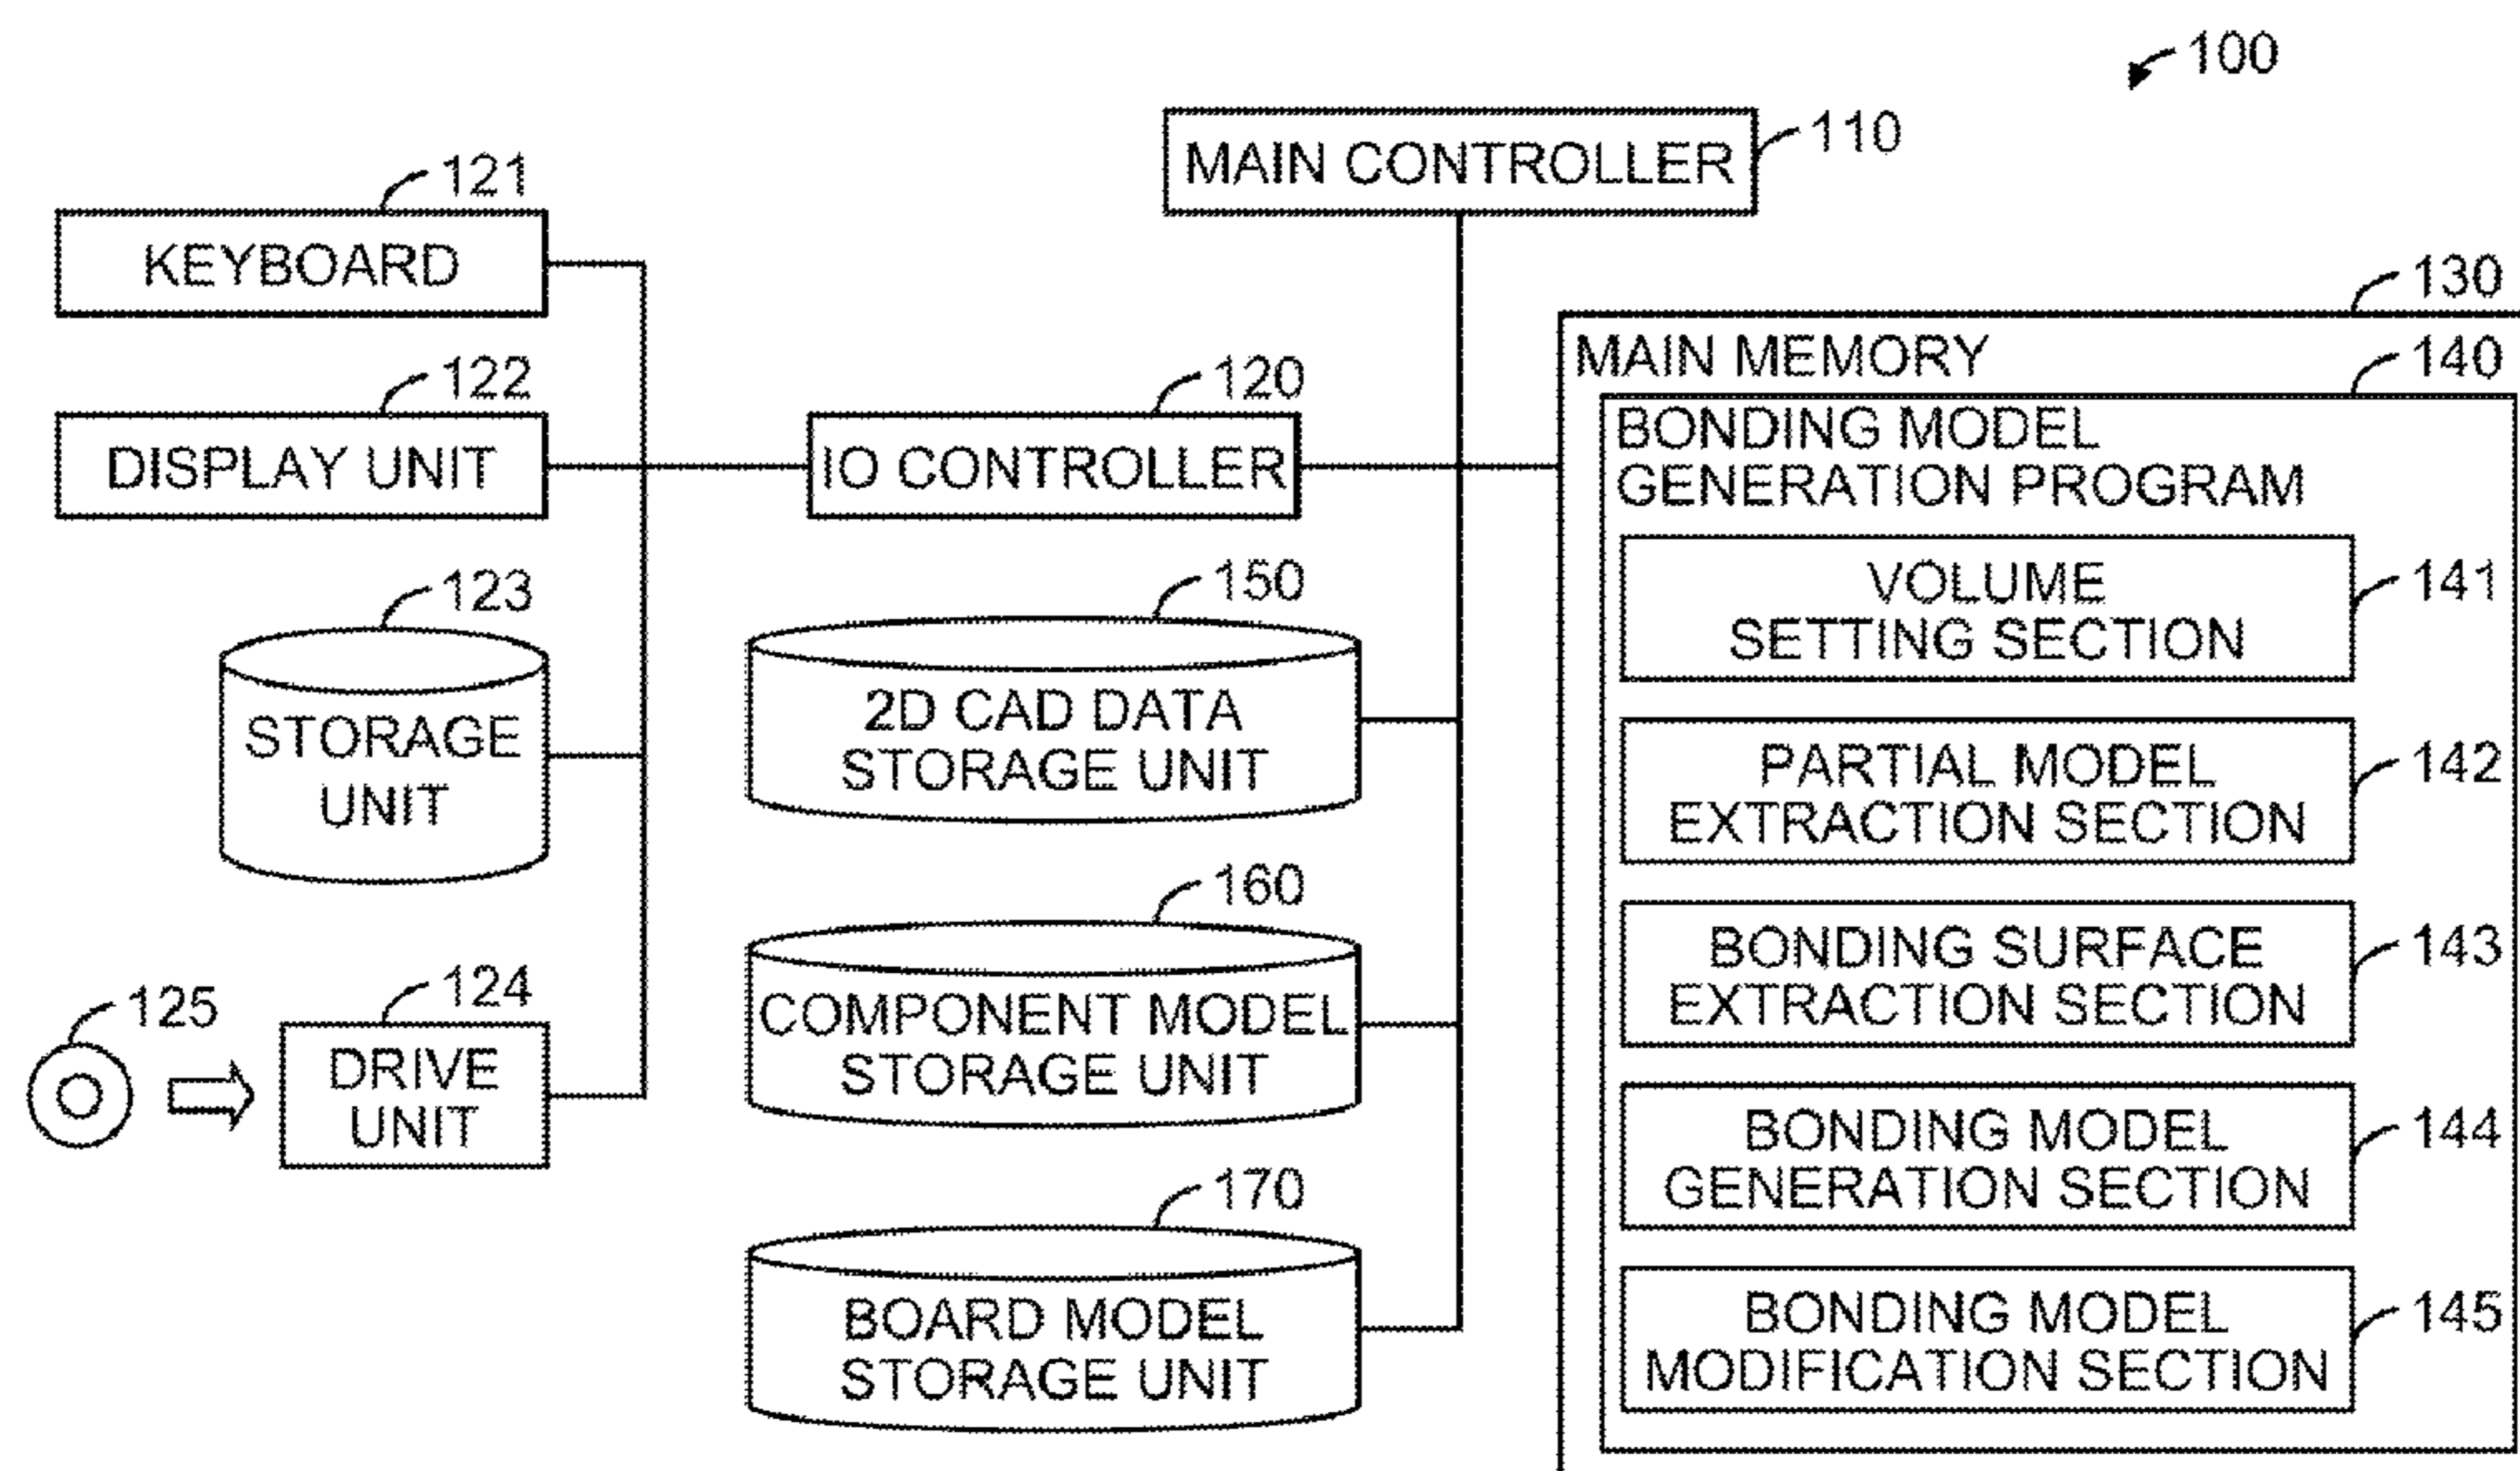 100
110
MAIN CONTROLLER
121
KEYBOARD
122
DISPLAY UNIT
123
STORAGE
UNIT
124
125
DRIVE
UNIT
120
IO CONTROLLER
150
2D CAD DATA
STORAGE UNIT
160
COMPONENT MODEL
STORAGE UNIT
170
BOARD MODEL
STORAGE UNIT
130
MAIN MEMORY
140
BONDING MODEL
GENERATION PROGRAM
VOLUME
SETTING SECTION
141
PARTIAL MODEL
EXTRACTION SECTION
142
BONDING SURFACE
EXTRACTION SECTION
143
BONDING MODEL
GENERATION SECTION
144
BONDING MODEL
MODIFICATION SECTION
145